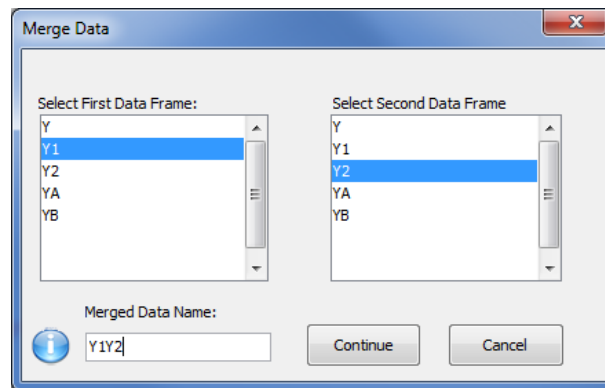 Merge Data
Select First Data Frame:
Y
Y1
Y2
YA
YB
Select Second Data Frame
Y
Y1
Y2
YA
YB
Merged Data Name:
Y1Y2
Continue
Cancel